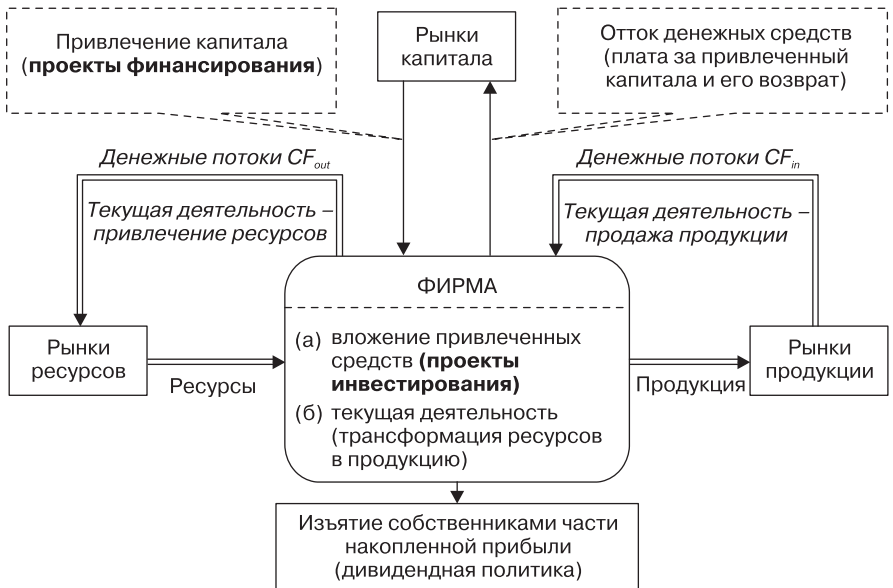 Привлечение капитала
(проекты финансирования)
Рынки
капитала
Отток денежных средств
(плата за привлеченный
капитала и его возврат)
Денежные потоки CFout
Текущая деятельность –
привлечение ресурсов
Денежные потоки CFin
Текущая деятельность –
продажа продукции
ФИРМА
(а) вложение привлеченных
средств (проекты
инвестирования)
(б) текущая деятельность
(трансформация ресурсов
в продукцию)
Рынки
ресурсов
Ресурсы
Продукция
Рынки
продукции
Изъятие собственниками части
накопленной прибыли
(дивидендная политика)